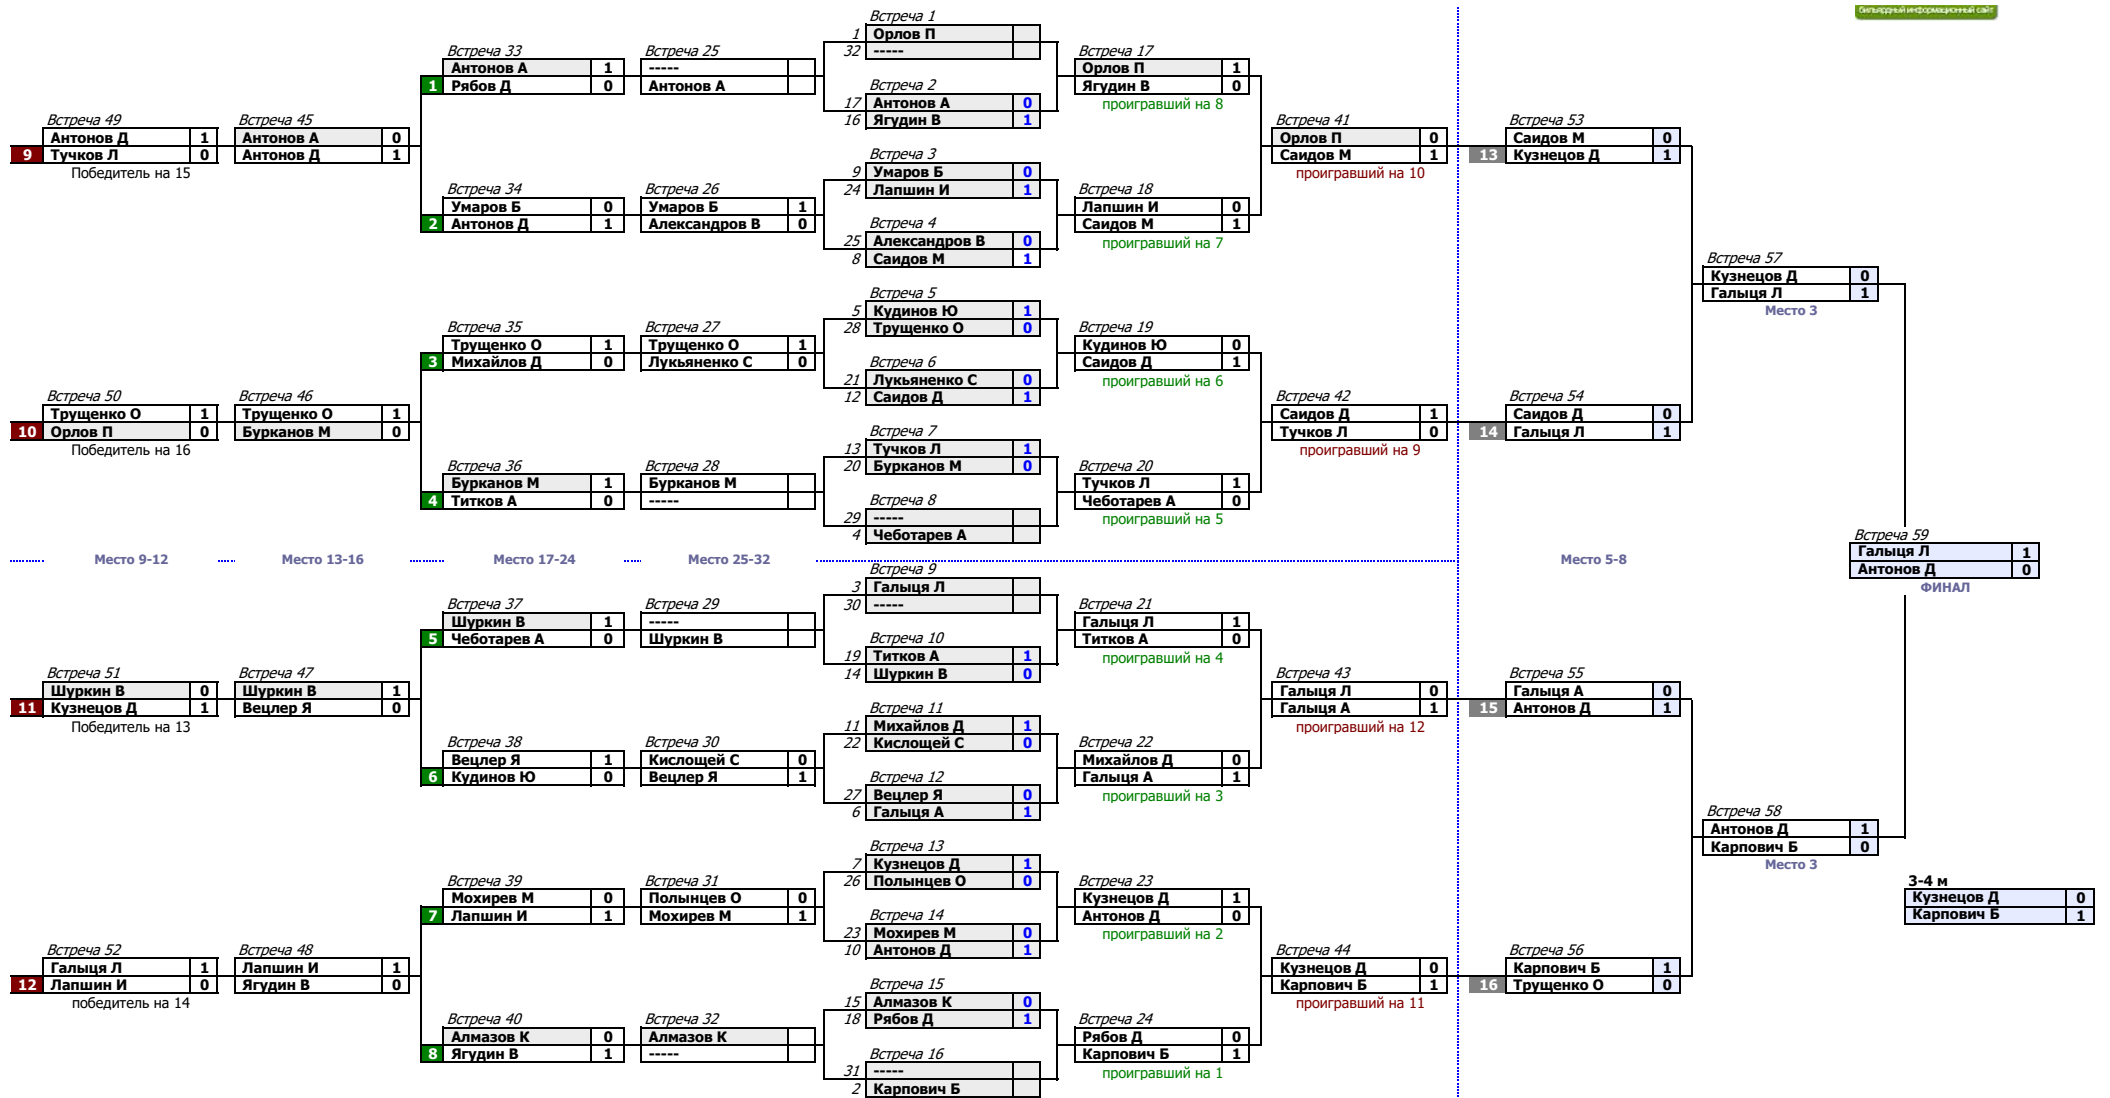 бильярдный информационный сайт
Встреча 1
1 Орлов П
32 -----
Встреча 2
17 Антонов А 0
16 Ягудин В 1
Встреча 3
9 Умаров Б 0
24 Лапшин И 1
Встреча 4
25 Александров В 0
8 Саидов М 1
Встреча 5
5 Кудинов Ю 1
28 Трущенко О 0
Встреча 6
21 Лукьяненко С 0
12 Саидов Д 1
Встреча 7
13 Тучков Л 1
20 Бурканов М 0
Встреча 8
29 -----
4 Чеботарев А
Встреча 9
3 Галыця Л
30 -----
Встреча 10
19 Титков А 1
14 Шуркин В 0
Встреча 11
11 Михайлов Д 1
22 Кислощей С 0
Встреча 12
27 Вецлер Я 0
6 Галыця А 1
Встреча 13
7 Кузнецов Д 1
26 Полынцев О 0
Встреча 14
23 Мохирев М 0
10 Антонов Д 1
Встреча 15
15 Алмазов К 0
18 Рябов Д 1
Встреча 16
31 -----
2 Карпович Б
Встреча 17
Орлов П 1
Ягудин В 0
проигравший на 8
Встреча 18
Лапшин И 0
Саидов М 1
проигравший на 7
Встреча 19
Кудинов Ю 0
Саидов Д 1
проигравший на 6
Встреча 20
Тучков Л 1
Чеботарев А 0
проигравший на 5
Встреча 21
Галыця Л 1
Титков А 0
проигравший на 4
Встреча 22
Михайлов Д 0
Галыця А 1
проигравший на 3
Встреча 23
Кузнецов Д 1
Антонов Д 0
проигравший на 2
Встреча 24
Рябов Д 0
Карпович Б 1
проигравший на 1
Встреча 25
-----
Антонов А
Встреча 26
Умаров Б 1
Александров В 0
Встреча 27
Трущенко О 1
Лукьяненко С 0
Встреча 28
Бурканов М
-----
Место 25-32
Встреча 29
-----
Шуркин В
Встреча 30
Кислощей С 0
Вецлер Я 1
Встреча 31
Полынцев О 0
Мохирев М 1
Встреча 32
Алмазов К
-----
Встреча 33
Антонов А 1
1 Рябов Д 0
Встреча 34
Умаров Б 0
2 Антонов Д 1
Встреча 35
Трущенко О 1
3 Михайлов Д 0
Встреча 36
Бурканов М 1
4 Титков А 0
Место 17-24
Встреча 37
Шуркин В 1
5 Чеботарев А 0
Встреча 38
Вецлер Я 1
6 Кудинов Ю 0
Встреча 39
Мохирев М 0
7 Лапшин И 1
Встреча 40
Алмазов К 0
8 Ягудин В 1
Встреча 41
Орлов П 0
Саидов М 1
проигравший на 10
Встреча 42
Саидов Д 1
Тучков Л 0
проигравший на 9
Встреча 43
Галыця Л 0
Галыця А 1
проигравший на 12
Встреча 44
Кузнецов Д 0
Карпович Б 1
проигравший на 11
Встреча 45
Антонов А 0
Антонов Д 1
Встреча 46
Трущенко О 1
Бурканов М 0
Место 13-16
Встреча 47
Шуркин В 1
Вецлер Я 0
Встреча 48
Лапшин И 1
Ягудин В 0
Встреча 49
Антонов Д 1
9 Тучков Л 0
Победитель на 15
Встреча 50
Трущенко О 1
10 Орлов П 0
Победитель на 16
Место 9-12
Встреча 51
Шуркин В 0
11 Кузнецов Д 1
Победитель на 13
Встреча 52
Галыця Л 1
12 Лапшин И 0
победитель на 14
Встреча 53
Саидов М 0
13 Кузнецов Д 1
Встреча 54
Саидов Д 0
14 Галыця Л 1
Место 5-8
Встреча 55
Галыця А 0
15 Антонов Д 1
Встреча 56
Карпович Б 1
16 Трущенко О 0
Встреча 57
Кузнецов Д 0
Галыця Л 1
Место 3
Встреча 58
Антонов Д 1
Карпович Б 0
Место 3
Встреча 59
Галыця Л 1
Антонов Д 0
ФИНАЛ
3-4 м
Кузнецов Д 0
Карпович Б 1